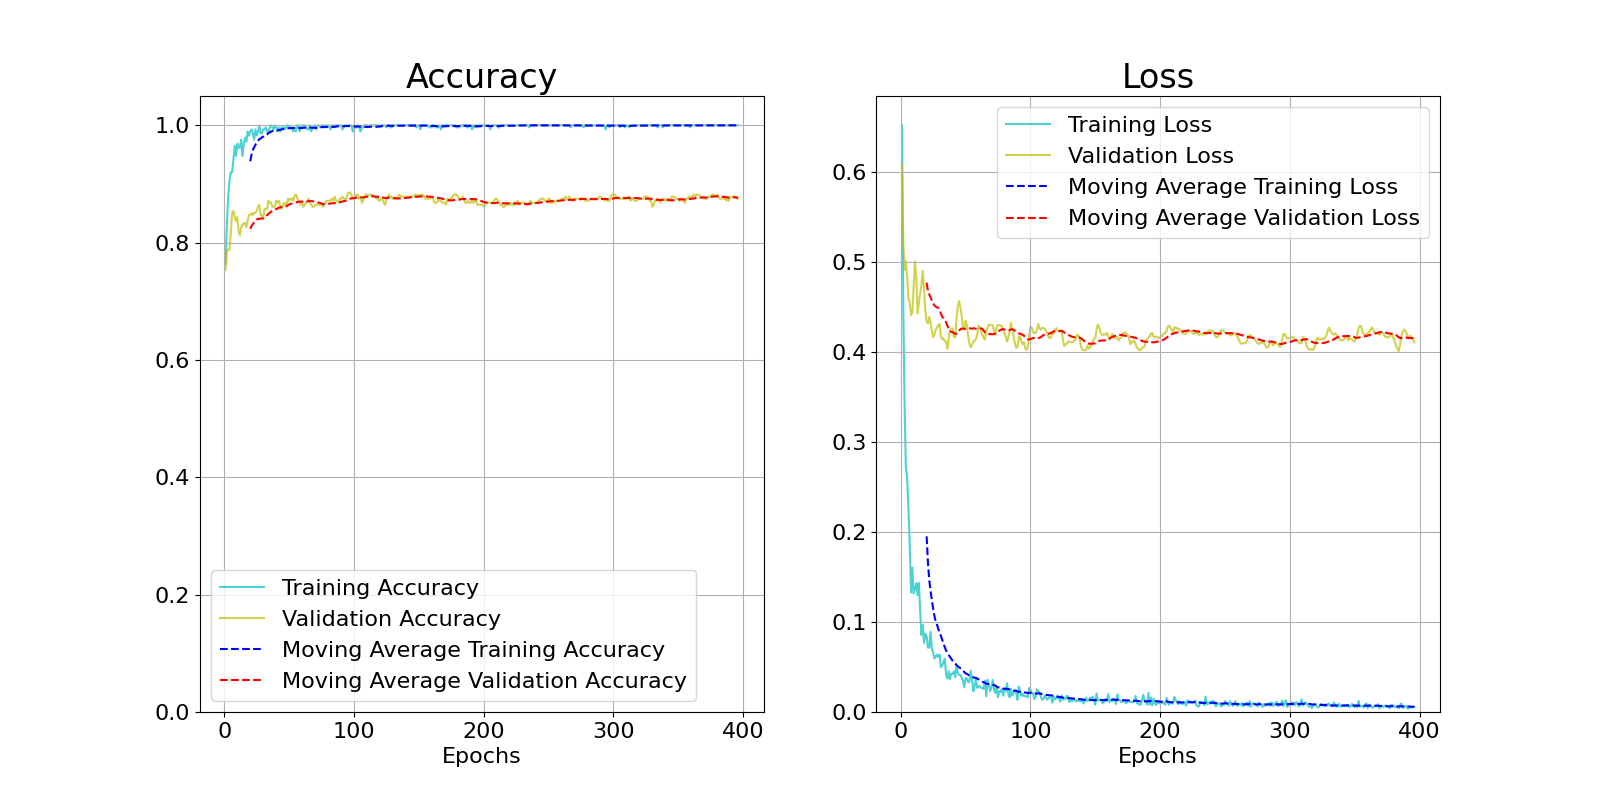 Accuracy
1.0
0.8
0.6
0.4
0.2
0.0
Training Accuracy
Validation Accuracy
Moving Average Training Accuracy
Moving Average Validation Accuracy
0 100 200 300 400
Epochs
Loss
0.6
0.5
0.4
0.3
0.2
0.1
0.0
Training Loss
Validation Loss
Moving Average Training Loss
Moving Average Validation Loss
0 100 200 300 400
Epochs